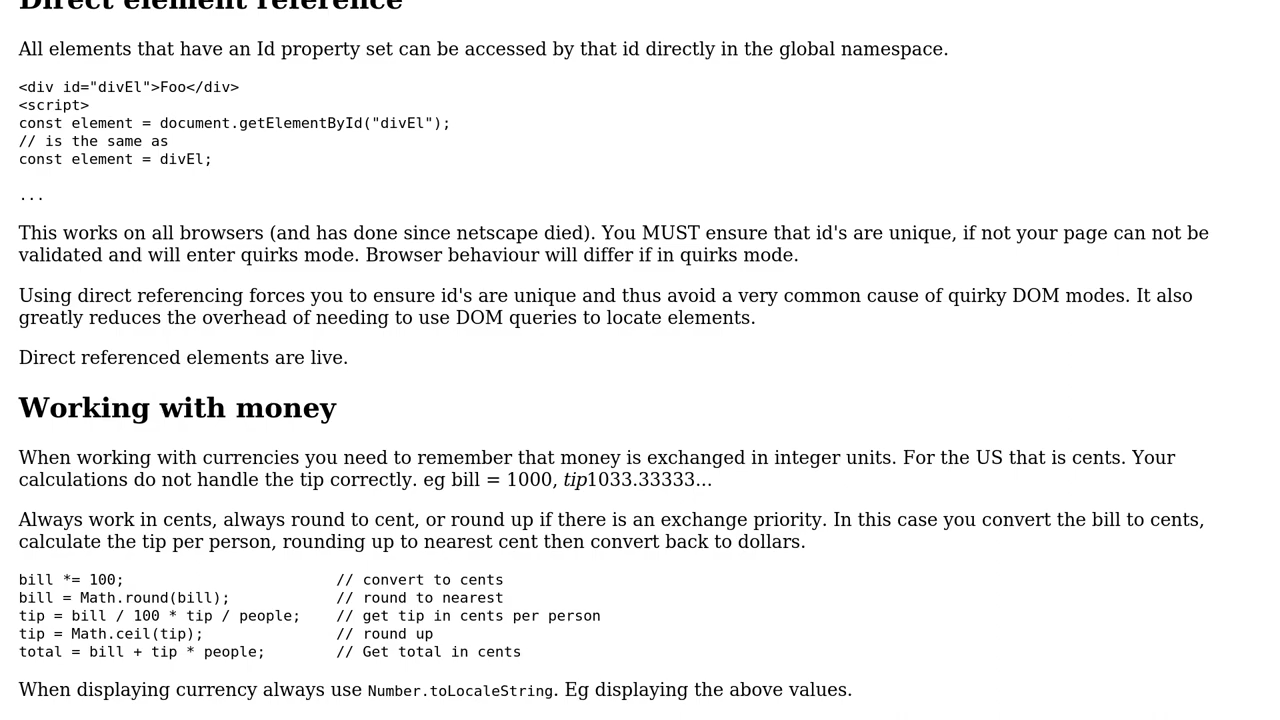 Direct element reference
All elements that have an Id property set can be accessed by that id directly in the global namespace.
<div id="divEl">Foo</div>
<script>
const element = document.getElementById("divEl");
// is the same as
const element = divEl;
...
This works on all browsers (and has done since netscape died). You MUST ensure that id's are unique, if not your page can not be
validated and will enter quirks mode. Browser behaviour will differ if in quirks mode.
Using direct referencing forces you to ensure id's are unique and thus avoid a very common cause of quirky DOM modes. It also
greatly reduces the overhead of needing to use DOM queries to locate elements.
Direct referenced elements are live.
Working with money
When working with currencies you need to remember that money is exchanged in integer units. For the US that is cents. Your
calculations do not handle the tip correctly. eg bill = 1000, tip1033.33333...
Always work in cents, always round to cent, or round up if there is an exchange priority. In this case you convert the bill to cents,
calculate the tip per person, rounding up to nearest cent then convert back to dollars.
bill *= 100;                        // convert to cents
bill = Math.round(bill);            // round to nearest
tip = bill / 100 * tip / people;    // get tip in cents per person
tip = Math.ceil(tip);               // round up
total = bill + tip * people;        // Get total in cents
When displaying currency always use Number.toLocaleString. Eg displaying the above values.